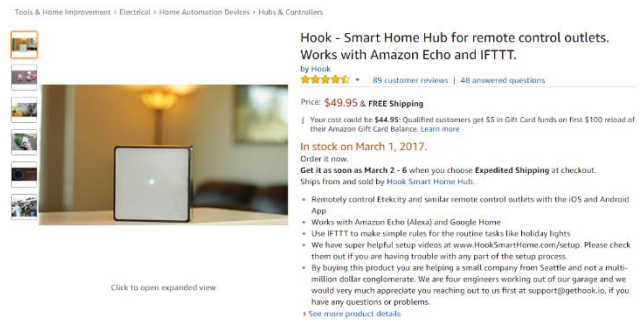 Tools & Home Improvement › Electrical › Home Automation Devices › Hubs & Controllers
Hook - Smart Home Hub for remote control outlets.
Works with Amazon Echo and IFTTT.
by Hook
89 customer reviews | 48 answered questions
Price: $49.95 & FREE Shipping
i Your cost could be $44.95: Qualified customers get $5 in Gift Card funds on first $100 reload of
their Amazon Gift Card Balance. Learn more
In stock on March 1, 2017.
Order it now.
Get it as soon as March 2 - 6 when you choose Expedited Shipping at checkout.
Ships from and sold by Hook Smart Home Hub.
• Remotely control Etekcity and similar remote control outlets with the iOS and Android
App
• Works with Amazon Echo (Alexa) and Google Home
• Use IFTTT to make simple rules for the routine tasks like holiday lights
• We have super helpful setup videos at www.HookSmartHome.com/setup. Please check
them out if you are having trouble with any part of the setup process.
• By buying this product you are helping a small company from Seattle and not a multi-
million dollar conglomerate. We are four engineers working out of our garage and we
would very much appreciate you reaching out to us first at support@gethook.io, if you
have any questions or problems.
› See more product details
Click to open expanded view